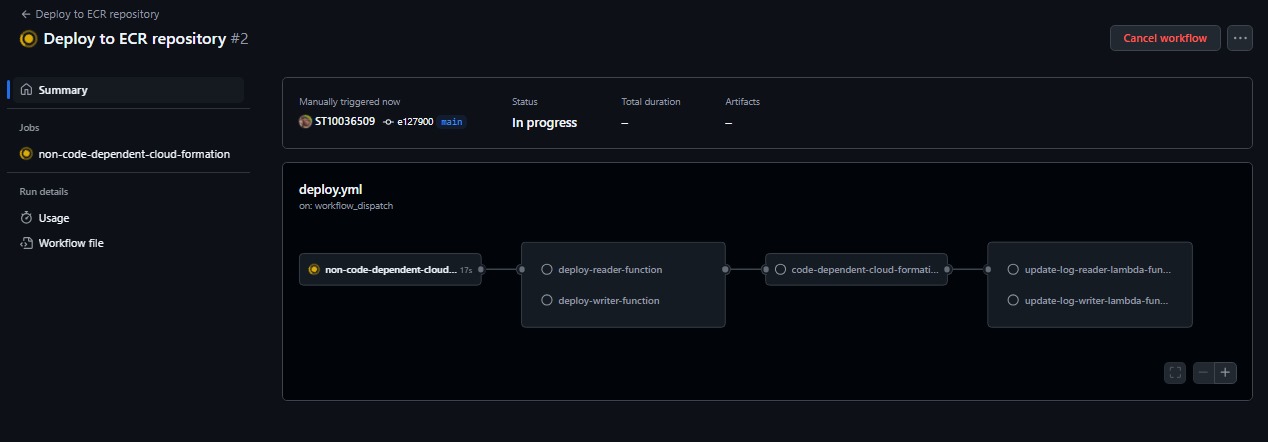 ← Deploy to ECR repository
Deploy to ECR repository #2
Cancel workflow
Summary
Jobs
non-code-dependent-cloud-formation
Run details
Usage
Workflow file
Manually triggered now
ST10036509 e127900 main
Status
In progress
Total duration
–
Artifacts
–
deploy.yml
on: workflow_dispatch
non-code-dependent-cloud... 17s
deploy-reader-function
deploy-writer-function
code-dependent-cloud-formati...
update-log-reader-lambda-fun...
update-log-writer-lambda-fun...